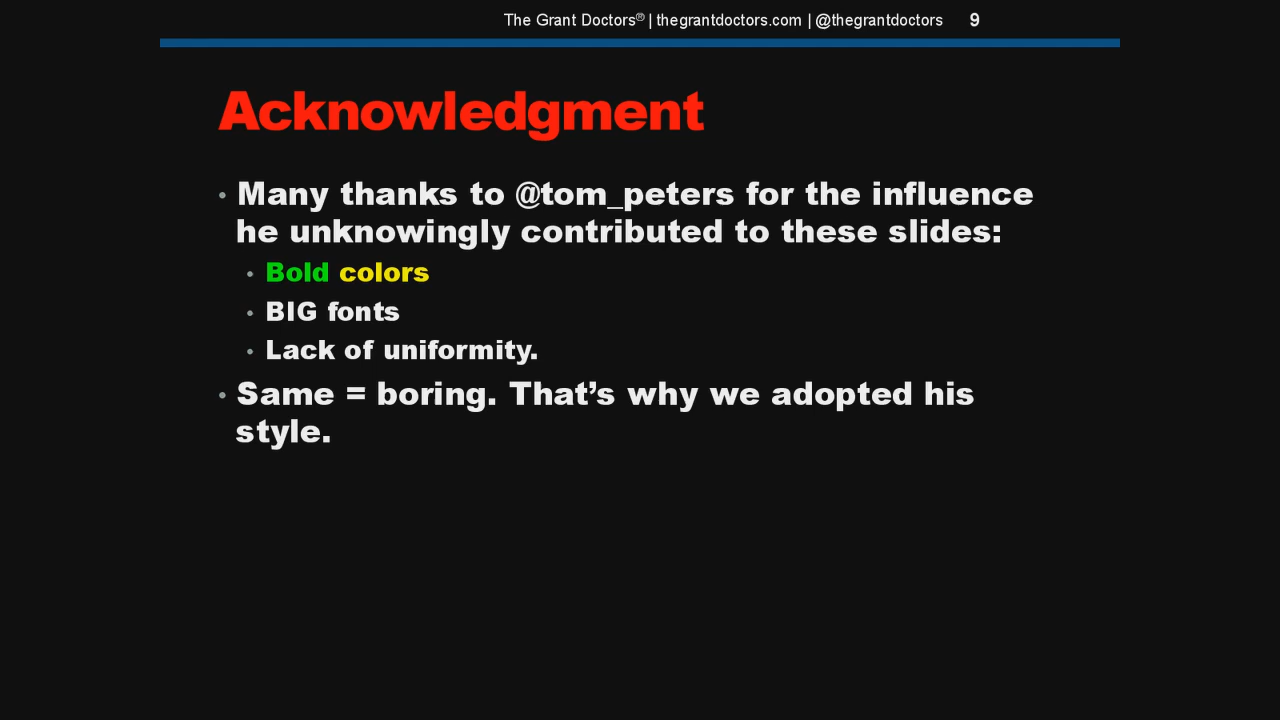 The Grant Doctors® | thegrantdoctors.com | @thegrantdoctors 9
Acknowledgment
• Many thanks to @tom_peters for the influence
he unknowingly contributed to these slides:
• Bold colors
• BIG fonts
• Lack of uniformity.
• Same = boring. That’s why we adopted his
style.